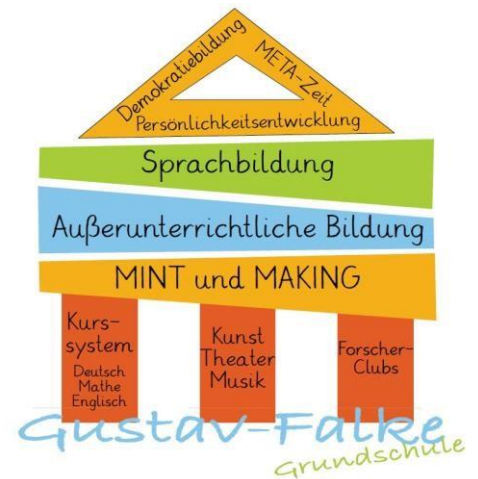 Demokratiebildung
META-Zeit
Persönlichkeitsentwicklung
Sprachbildung
Außerunterrichtliche Bildung
MINT und MAKING
Kurs-
system
Deutsch
Mathe
Englisch
Kunst
Theater
Musik
Forscher-
Clubs
Gustav-Falke
Grundschule